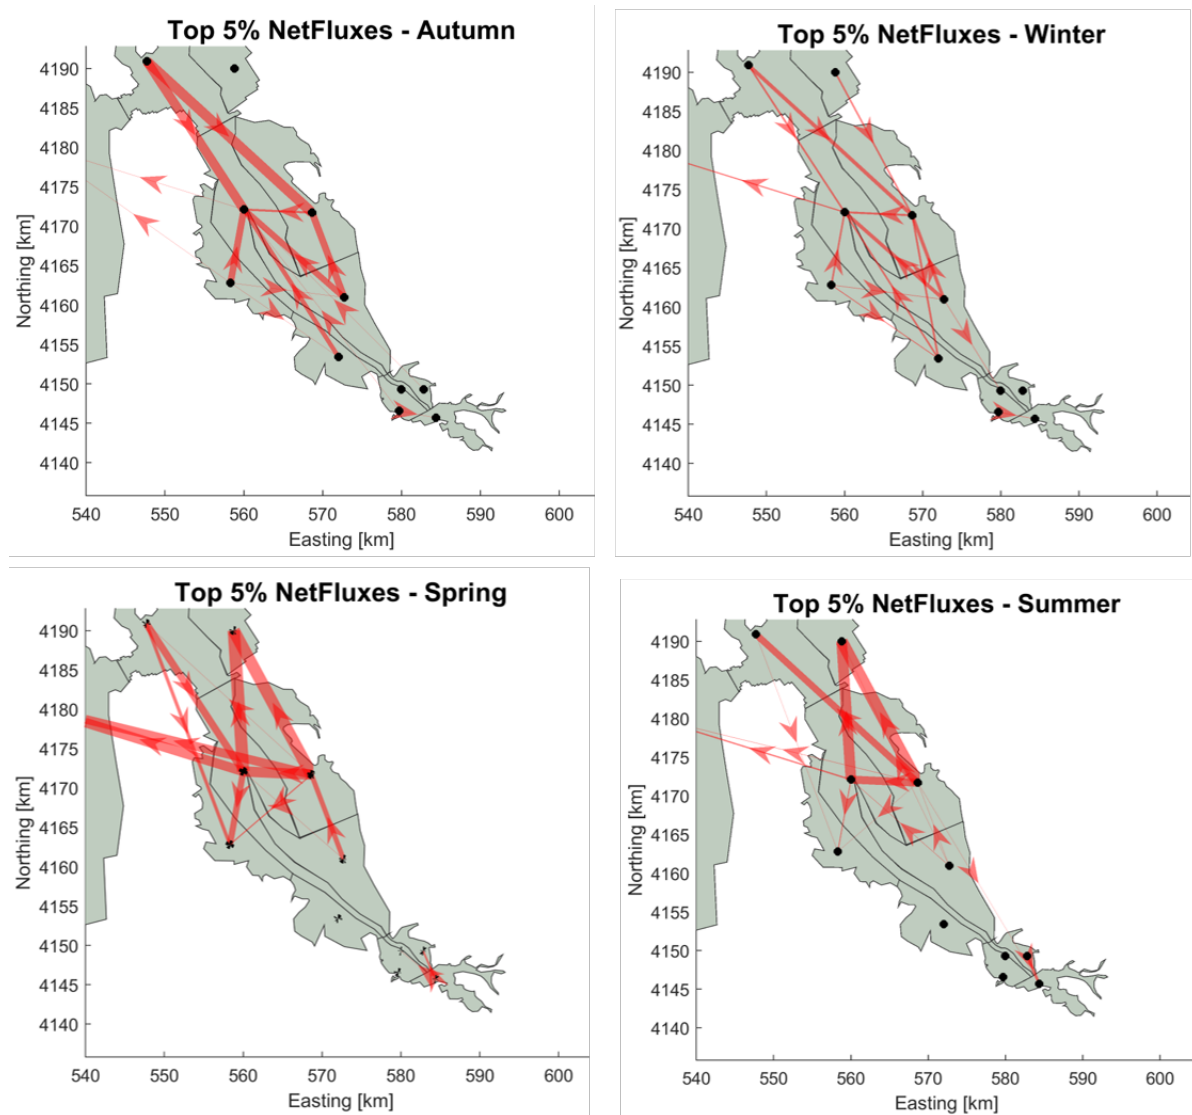 Top 5% NetFluxes - Autumn
4190
4185
4180
4175
4170
4165
4160
4155
4150
4145
4140
Northing [km]
540 550 560 570 580 590 600
Easting [km]
Top 5% NetFluxes - Winter
4190
4185
4180
4175
4170
4165
4160
4155
4150
4145
4140
Northing [km]
540 550 560 570 580 590 600
Easting [km]
Top 5% NetFluxes - Spring
4190
4185
4180
4175
4170
4165
4160
4155
4150
4145
4140
Northing [km]
540 550 560 570 580 590 600
Easting [km]
Top 5% NetFluxes - Summer
4190
4185
4180
4175
4170
4165
4160
4155
4150
4145
4140
Northing [km]
540 550 560 570 580 590 600
Easting [km]